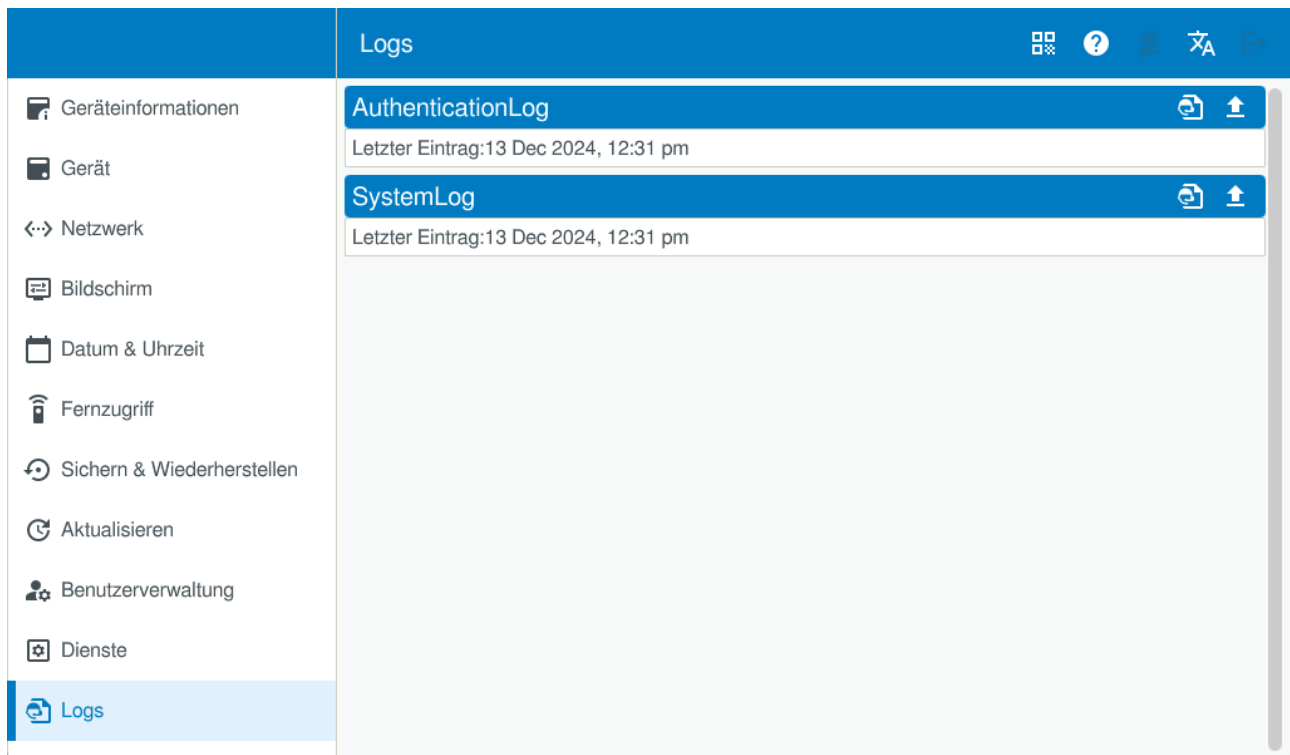 Logs
Geräteinformationen
Gerät
Netzwerk
Bildschirm
Datum & Uhrzeit
Fernzugriff
Sichern & Wiederherstellen
Aktualisieren
Benutzerverwaltung
Dienste
Logs
AuthenticationLog
Letzter Eintrag:13 Dec 2024, 12:31 pm
SystemLog
Letzter Eintrag:13 Dec 2024, 12:31 pm